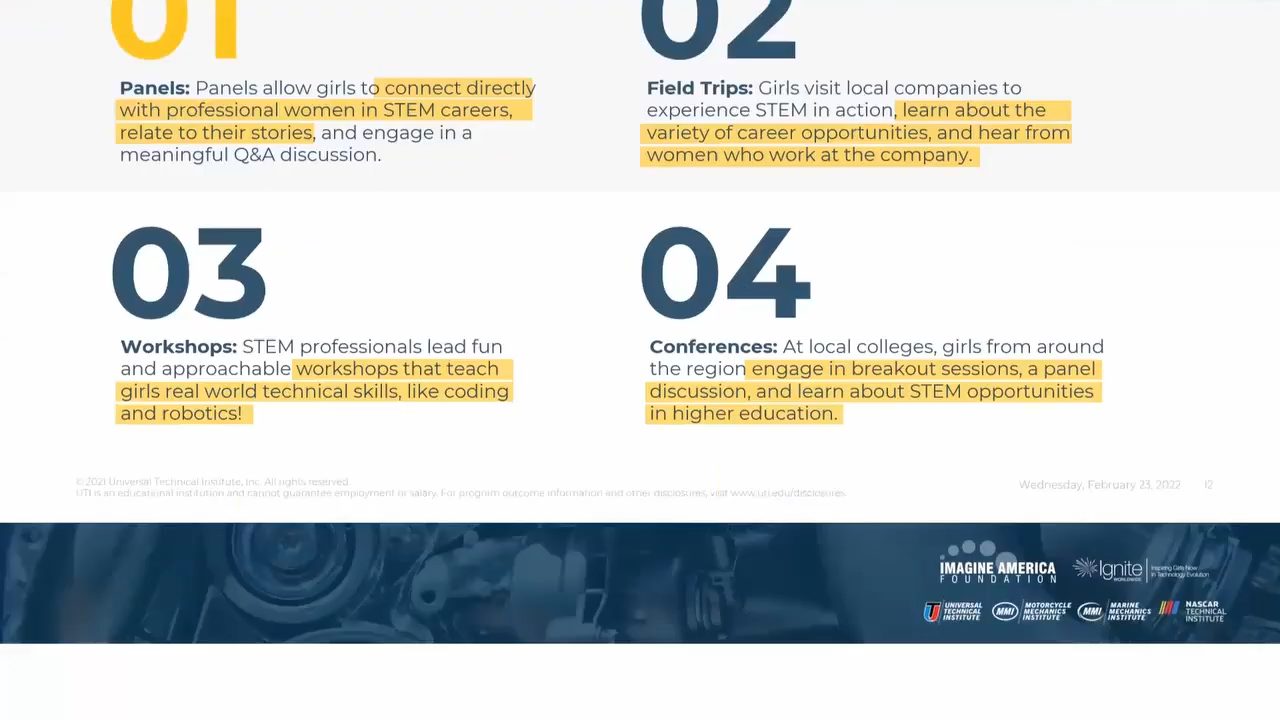 01
02
Panels: Panels allow girls to connect directly
with professional women in STEM careers,
relate to their stories, and engage in a
meaningful Q&A discussion.
Field Trips: Girls visit local companies to
experience STEM in action, learn about the
variety of career opportunities, and hear from
women who work at the company.
03
04
Workshops: STEM professionals lead fun
and approachable workshops that teach
girls real world technical skills, like coding
and robotics!
Conferences: At local colleges, girls from around
the region engage in breakout sessions, a panel
discussion, and learn about STEM opportunities
in higher education.
© 2021 Universal Technical Institute, Inc. All rights reserved.
UTI is an educational institution and cannot guarantee employment or salary. For program outcome information and other disclosures, visit www.uti.edu/disclosures.
Wednesday, February 23, 2022 12
IMAGINE AMERICA
FOUNDATION
Ignite
WORLDWIDE
Inspiring Girls Now
In Technology Evolution
UNIVERSAL
TECHNICAL
INSTITUTE
MMI
MOTORCYCLE
MECHANICS
INSTITUTE
MMI
MARINE
MECHANICS
INSTITUTE
NASCAR
TECHNICAL
INSTITUTE